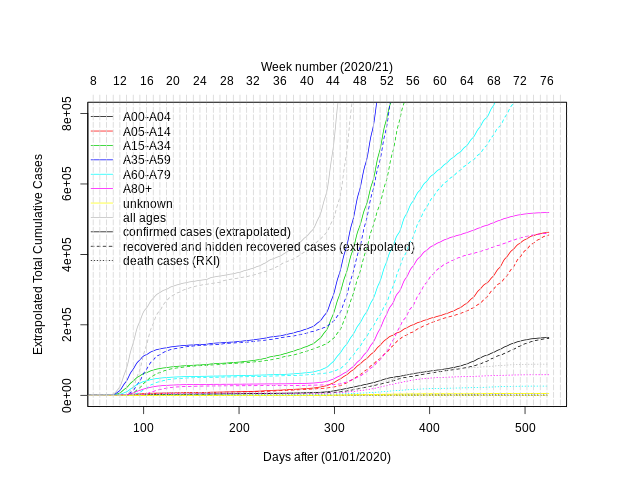 Week number (2020/21)
8 12 16 20 24 28 32 36 40 44 48 52 56 60 64 68 72 76
Extrapolated Total Cumulative Cases
8e+05
6e+05
4e+05
2e+05
0e+00
A00-A04
A05-A14
A15-A34
A35-A59
A60-A79
A80+
unknown
all ages
confirmed cases (extrapolated)
recovered and hidden recovered cases (extrapolated)
death cases (RKI)
100 200 300 400 500
Days after (01/01/2020)